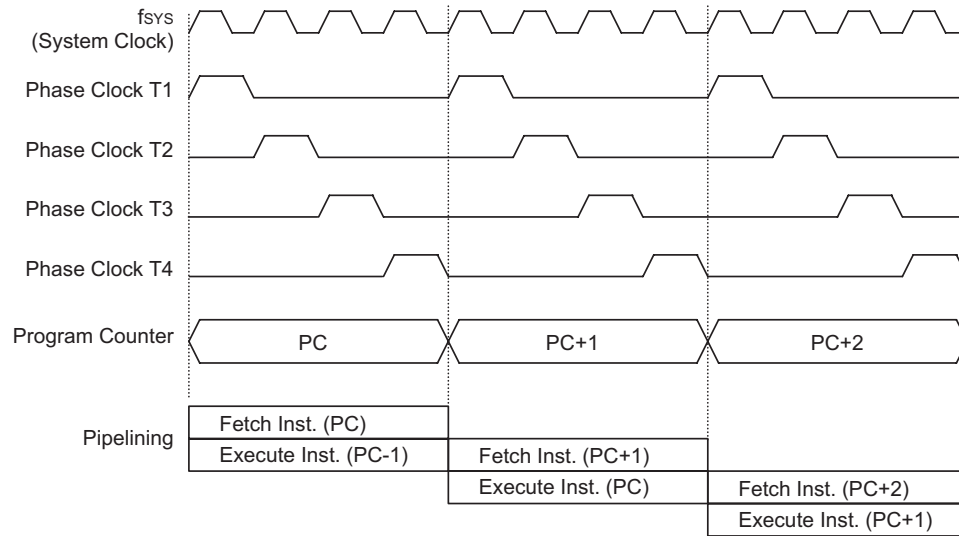 fSYS
(System Clock)
Phase Clock T1
Phase Clock T2
Phase Clock T3
Phase Clock T4
Program Counter
PC
PC+1
PC+2
Pipelining
Fetch Inst. (PC)
Execute Inst. (PC-1)
Fetch Inst. (PC+1)
Execute Inst. (PC)
Fetch Inst. (PC+2)
Execute Inst. (PC+1)